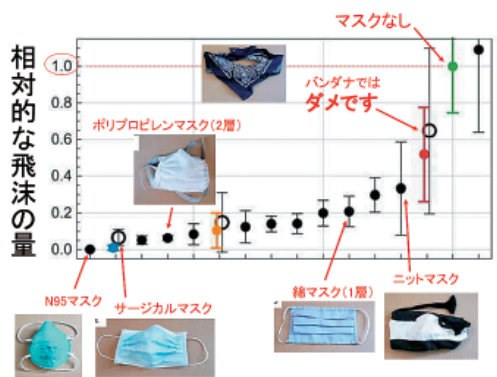 マスクなし
相対的な飛沫の量
1.0
0.8
0.6
0.4
0.2
0.0
バンダナでは
ダメです
ポリプロピレンマスク(2層)
N95マスク
サージカルマスク
綿マスク(1層)
ニットマスク